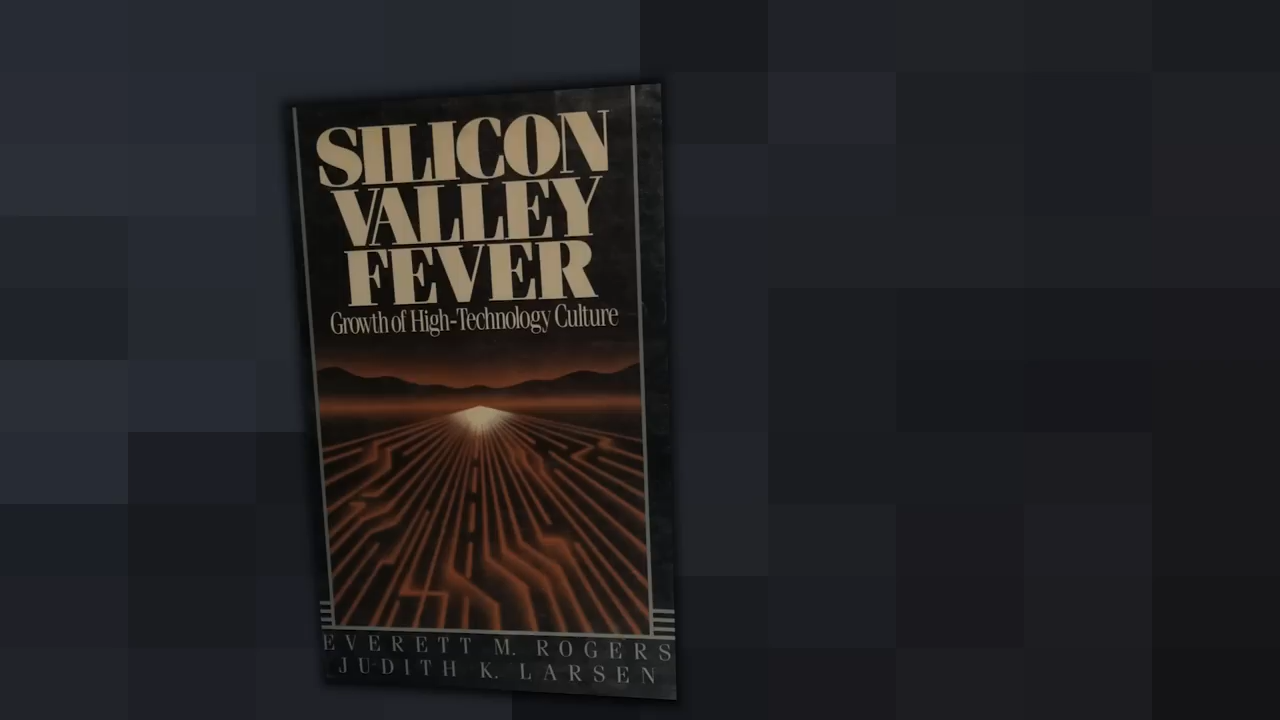 SILICON
VALLEY
FEVER
Growth of High-Technology Culture
EVERETT M. ROGERS
JUDITH K. LARSEN